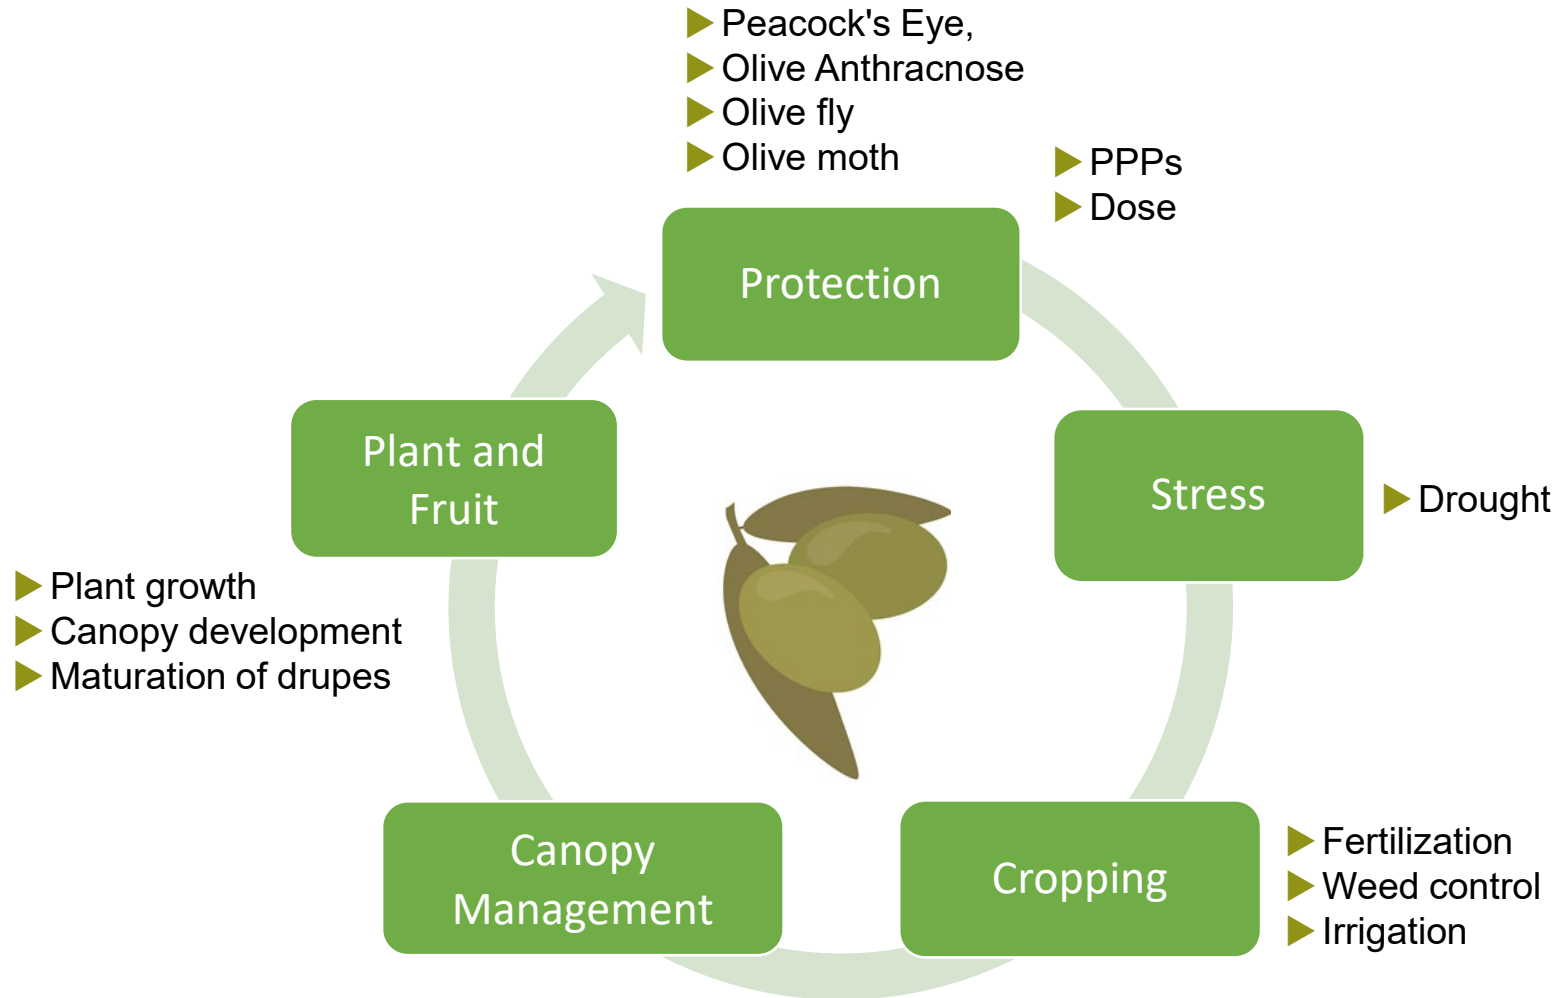 Peacock's Eye,
Olive Anthracnose
Olive fly
Olive moth
PPPs
Dose
Protection
Stress
Drought
Cropping
Fertilization
Weed control
Irrigation
Canopy
Management
Plant and
Fruit
Plant growth
Canopy development
Maturation of drupes